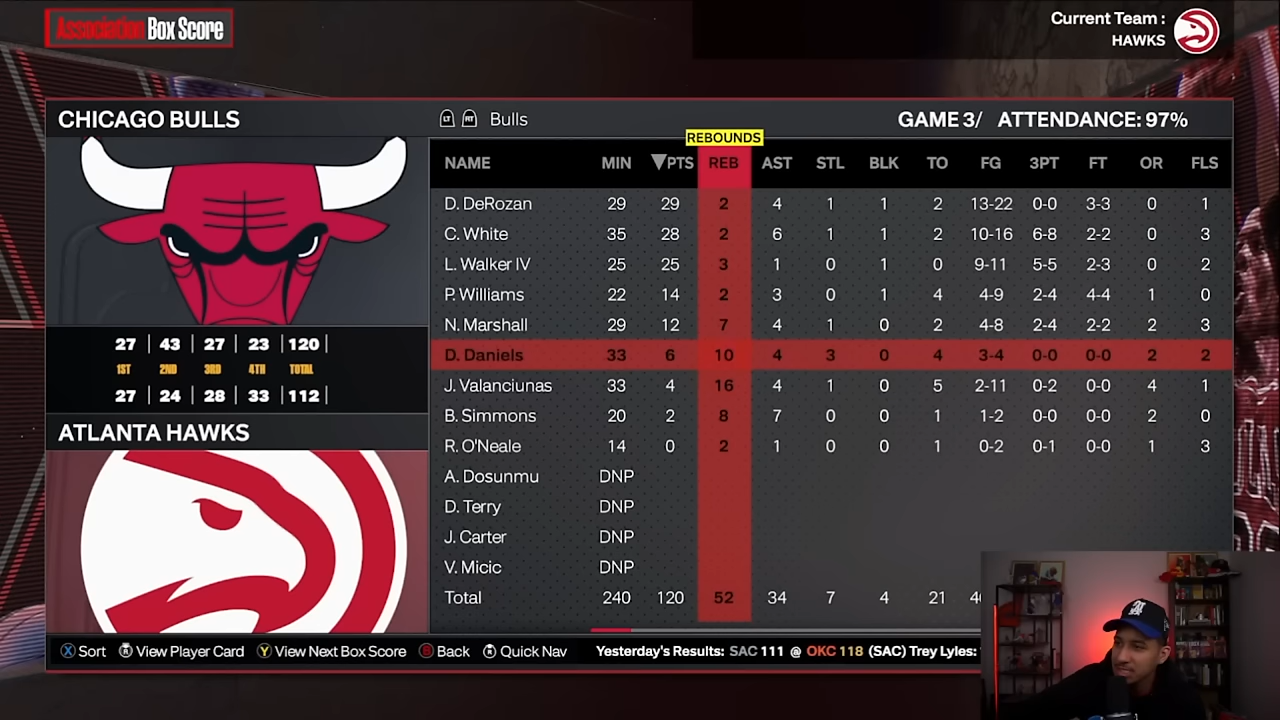 Association Box Score
Current Team :
HAWKS
CHICAGO BULLS
LT RT Bulls
GAME 3/ ATTENDANCE: 97%
REBOUNDS
NAME MIN PTS REB AST STL BLK TO FG 3PT FT OR FLS
D. DeRozan 29 29 2 4 1 1 2 13-22 0-0 3-3 0 1
C. White 35 28 2 6 1 1 2 10-16 6-8 2-2 0 3
L. Walker IV 25 25 3 1 0 1 0 9-11 5-5 2-3 0 2
P. Williams 22 14 2 3 0 1 4 4-9 2-4 4-4 1 0
N. Marshall 29 12 7 4 1 0 2 4-8 2-4 2-2 2 3
D. Daniels 33 6 10 4 3 0 4 3-4 0-0 0-0 2 2
J. Valanciunas 33 4 16 4 1 0 5 2-11 0-2 0-0 4 1
B. Simmons 20 2 8 7 0 0 1 1-2 0-0 0-0 2 0
R. O'Neale 14 0 2 1 0 0 1 0-2 0-1 0-0 1 3
A. Dosunmu DNP
D. Terry DNP
J. Carter DNP
V. Micic DNP
Total 240 120 52 34 7 4 21
27 | 43 | 27 | 23 | 120 |
1ST 2ND 3RD 4TH TOTAL
27 | 24 | 28 | 33 | 112 |
ATLANTA HAWKS
X Sort R View Player Card Y View Next Box Score B Back R Quick Nav Yesterday's Results: SAC 111 @ OKC 118 (SAC) Trey Lyles: